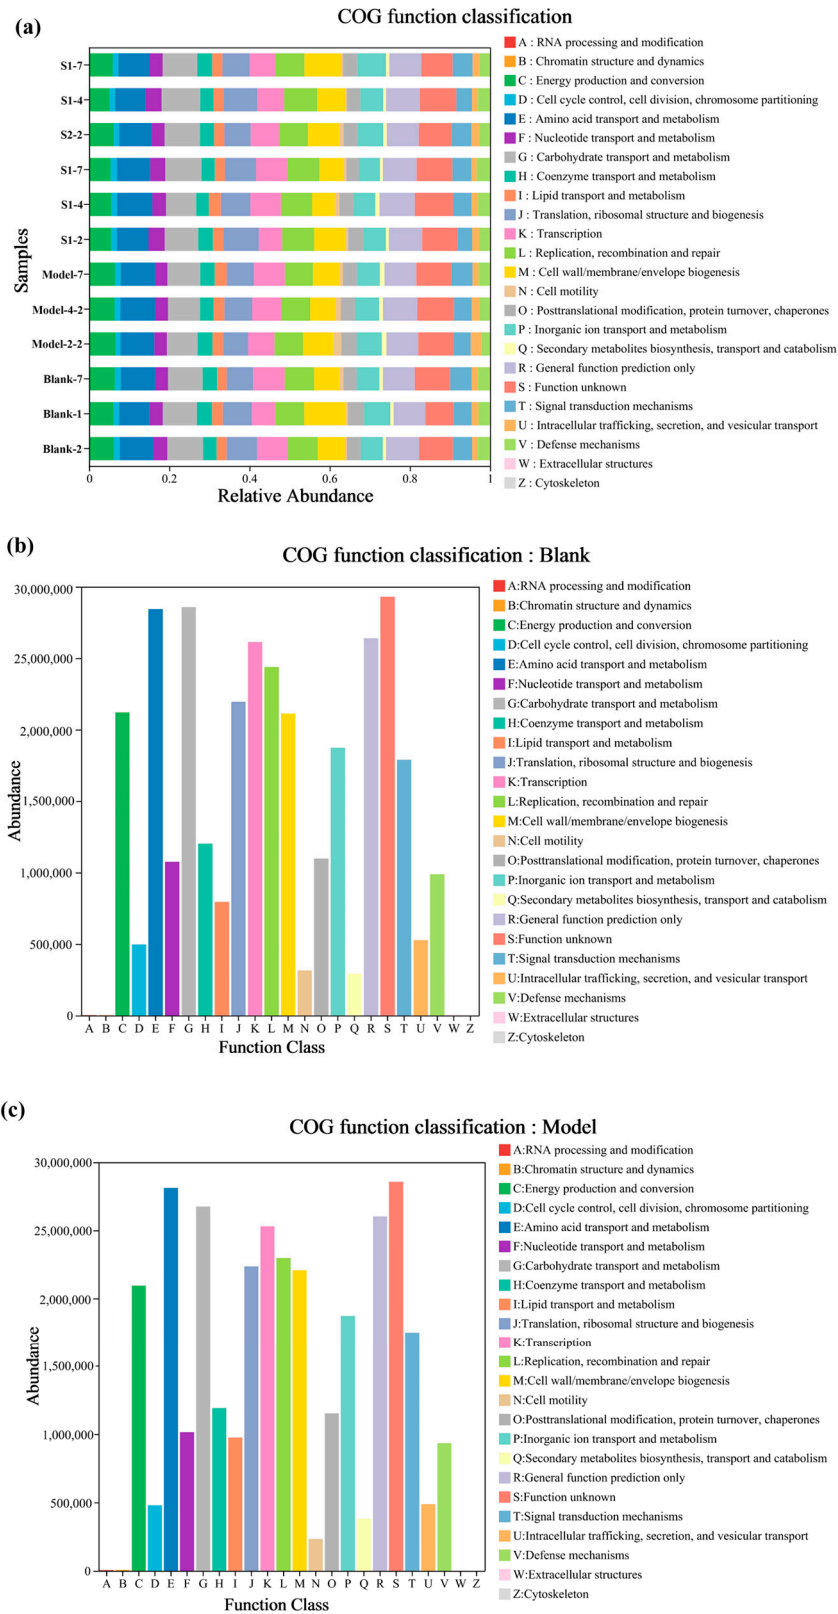 (a)
COG function classification
Samples
S1-7
S1-4
S2-2
S1-7
S1-4
S1-2
Model-7
Model-4-2
Model-2-2
Blank-7
Blank-1
Blank-2
0 0.2 0.4 0.6 0.8 1
Relative Abundance
A : RNA processing and modification
B : Chromatin structure and dynamics
C : Energy production and conversion
D : Cell cycle control, cell division, chromosome partitioning
E : Amino acid transport and metabolism
F : Nucleotide transport and metabolism
G : Carbohydrate transport and metabolism
H : Coenzyme transport and metabolism
I : Lipid transport and metabolism
J : Translation, ribosomal structure and biogenesis
K : Transcription
L : Replication, recombination and repair
M : Cell wall/membrane/envelope biogenesis
N : Cell motility
O : Posttranslational modification, protein turnover, chaperones
P : Inorganic ion transport and metabolism
Q : Secondary metabolites biosynthesis, transport and catabolism
R : General function prediction only
S : Function unknown
T : Signal transduction mechanisms
U : Intracellular trafficking, secretion, and vesicular transport
V : Defense mechanisms
W : Extracellular structures
Z : Cytoskeleton
(b)
COG function classification : Blank
Abundance
30,000,000
25,000,000
2,000,000
1,500,000
1,000,000
500,000
0
A B C D E F G H I J K L M N O P Q R S T U V W Z
Function Class
A:RNA processing and modification
B:Chromatin structure and dynamics
C:Energy production and conversion
D:Cell cycle control, cell division, chromosome partitioning
E:Amino acid transport and metabolism
F:Nucleotide transport and metabolism
G:Carbohydrate transport and metabolism
H:Coenzyme transport and metabolism
I:Lipid transport and metabolism
J:Translation, ribosomal structure and biogenesis
K:Transcription
L:Replication, recombination and repair
M:Cell wall/membrane/envelope biogenesis
N:Cell motility
O:Posttranslational modification, protein turnover, chaperones
P:Inorganic ion transport and metabolism
Q:Secondary metabolites biosynthesis, transport and catabolism
R:General function prediction only
S:Function unknown
T:Signal transduction mechanisms
U:Intracellular trafficking, secretion, and vesicular transport
V:Defense mechanisms
W:Extracellular structures
Z:Cytoskeleton
(c)
COG function classification : Model
Abundance
30,000,000
25,000,000
2,000,000
1,500,000
1,000,000
500,000
0
A B C D E F G H I J K L M N O P Q R S T U V W Z
Function Class
A:RNA processing and modification
B:Chromatin structure and dynamics
C:Energy production and conversion
D:Cell cycle control, cell division, chromosome partitioning
E:Amino acid transport and metabolism
F:Nucleotide transport and metabolism
G:Carbohydrate transport and metabolism
H:Coenzyme transport and metabolism
I:Lipid transport and metabolism
J:Translation, ribosomal structure and biogenesis
K:Transcription
L:Replication, recombination and repair
M:Cell wall/membrane/envelope biogenesis
N:Cell motility
O:Posttranslational modification, protein turnover, chaperones
P:Inorganic ion transport and metabolism
Q:Secondary metabolites biosynthesis, transport and catabolism
R:General function prediction only
S:Function unknown
T:Signal transduction mechanisms
U:Intracellular trafficking, secretion, and vesicular transport
V:Defense mechanisms
W:Extracellular structures
Z:Cytoskeleton